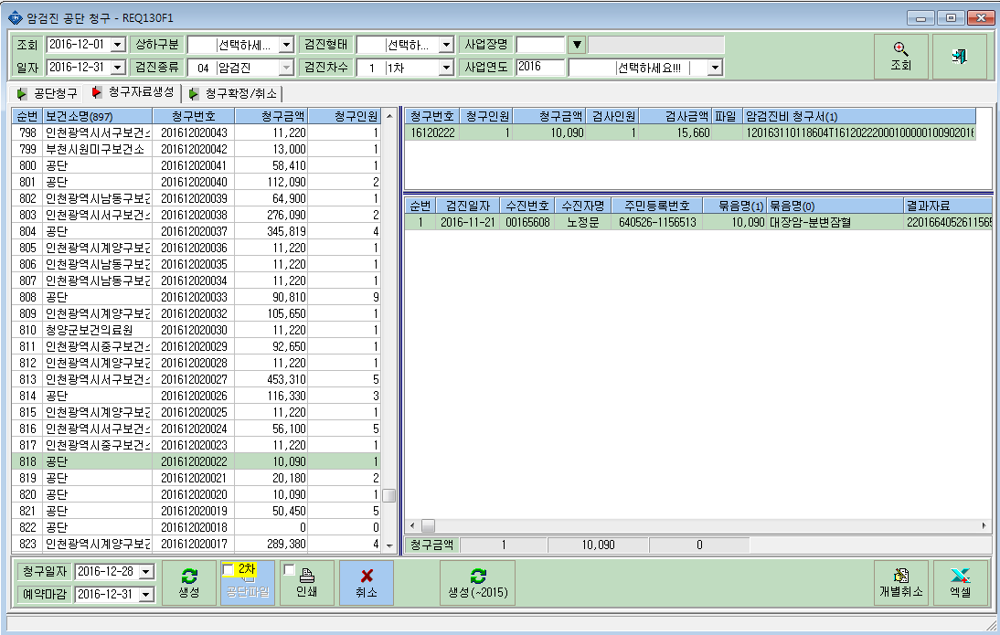 암검진 공단 청구 - REQ130F1
조회 2016-12-01 상하구분 선택하세... 검진형태 선택하... 사업장명
일자 2016-12-31 검진종류 04 암검진 검진차수 1 1차 사업연도 2016 선택하세요!!! 조회
공단청구 청구자료생성 청구확정/취소
순번 보건소명(897) 청구번호 청구금액 청구인원
798 인천광역시서구보건소 201612020043 11,220 1
799 부천시원미구보건소 201612020042 13,000 1
800 공단 201612020041 58,410 1
801 공단 201612020040 112,090 2
802 인천광역시남동구보건 201612020039 64,900 1
803 인천광역시서구보건소 201612020038 276,090 2
804 공단 201612020037 345,819 4
805 인천광역시계양구보건 201612020036 11,220 1
806 인천광역시남동구보건 201612020035 11,220 1
807 인천광역시남동구보건 201612020034 11,220 1
808 공단 201612020033 90,810 9
809 인천광역시계양구보건 201612020032 105,650 1
810 청양군보건의료원 201612020030 11,220 1
811 인천광역시중구보건소 201612020029 92,650 1
812 인천광역시계양구보건 201612020028 11,220 1
813 인천광역시서구보건소 201612020027 453,310 5
814 공단 201612020026 116,330 3
815 인천광역시계양구보건 201612020025 11,220 1
816 인천광역시서구보건소 201612020024 56,100 5
817 인천광역시중구보건소 201612020023 11,220 1
818 공단 201612020022 10,090 1
819 공단 201612020021 20,180 2
820 공단 201612020020 10,090 1
821 공단 201612020019 50,450 5
822 공단 201612020018 0 0
823 인천광역시계양구보건 201612020017 289,380 4
청구번호 청구인원 청구금액 검사인원 검사금액 파일 암검진비 청구서(1)
16120222 1 10,090 1 15,660 120163110118604T16120222000100000100902016
순번 검진일자 수진번호 수진자명 주민등록번호 묶음명(1) 묶음명(0) 결과자료
1 2016-11-21 00165608 노정문 640526-1156513 10,090 대장암-분변잠혈 2201664052611565
청구금액 1 10,090 0
청구일자 2016-12-28
예약마감 2016-12-31
생성 2차 공단파일 인쇄 취소 생성(~2015) 개별취소 엑셀